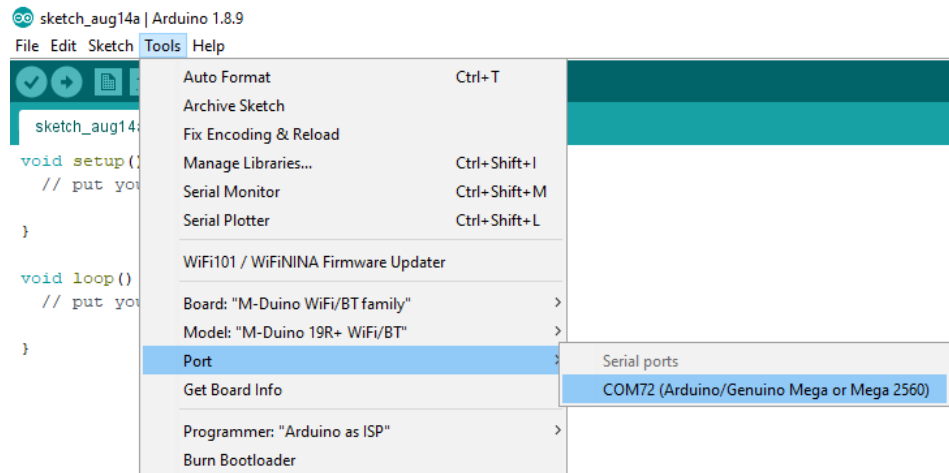 sketch_aug14a | Arduino 1.8.9
File Edit Sketch Tools Help
sketch_aug14a
void setup()
// put you
}
void loop()
// put you
}
Auto Format Ctrl+T
Archive Sketch
Fix Encoding & Reload
Manage Libraries... Ctrl+Shift+I
Serial Monitor Ctrl+Shift+M
Serial Plotter Ctrl+Shift+L
WiFi101 / WiFiNINA Firmware Updater
Board: "M-Duino WiFi/BT family"
Model: "M-Duino 19R+ WiFi/BT"
Port
Get Board Info
Programmer: "Arduino as ISP"
Burn Bootloader
Serial ports
COM72 (Arduino/Genuino Mega or Mega 2560)